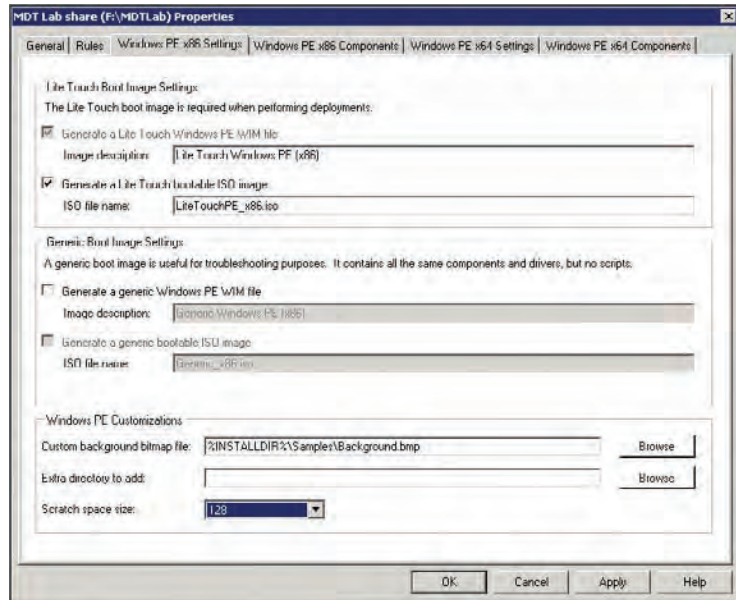 MDT Lab share (F:\MDTLab) Properties
General Rules Windows PE x86 Settings Windows PE x86 Components Windows PE x64 Settings Windows PE x64 Components
Lite Touch Boot Image Settings
The Lite Touch boot image is required when performing deployments.
Generate a Lite Touch Windows PE WIM file
Image description: Lite Touch Windows PE (x86)
Generate a Lite Touch bootable ISO image
ISO file name: LiteTouchPE_x86.iso
Generic Boot Image Settings
A generic boot image is useful for troubleshooting purposes. It contains all the same components and drivers, but no scripts.
Generate a generic Windows PE WIM file
Image description: Generic Windows PE (x86)
Generate a generic bootable ISO image
ISO file name: Generic_x86.iso
Windows PE Customizations
Custom background bitmap file: %INSTALLDIR%\Samples\Background.bmp Browse
Extra directory to add: Browse
Scratch space size: 128
OK Cancel Apply Help